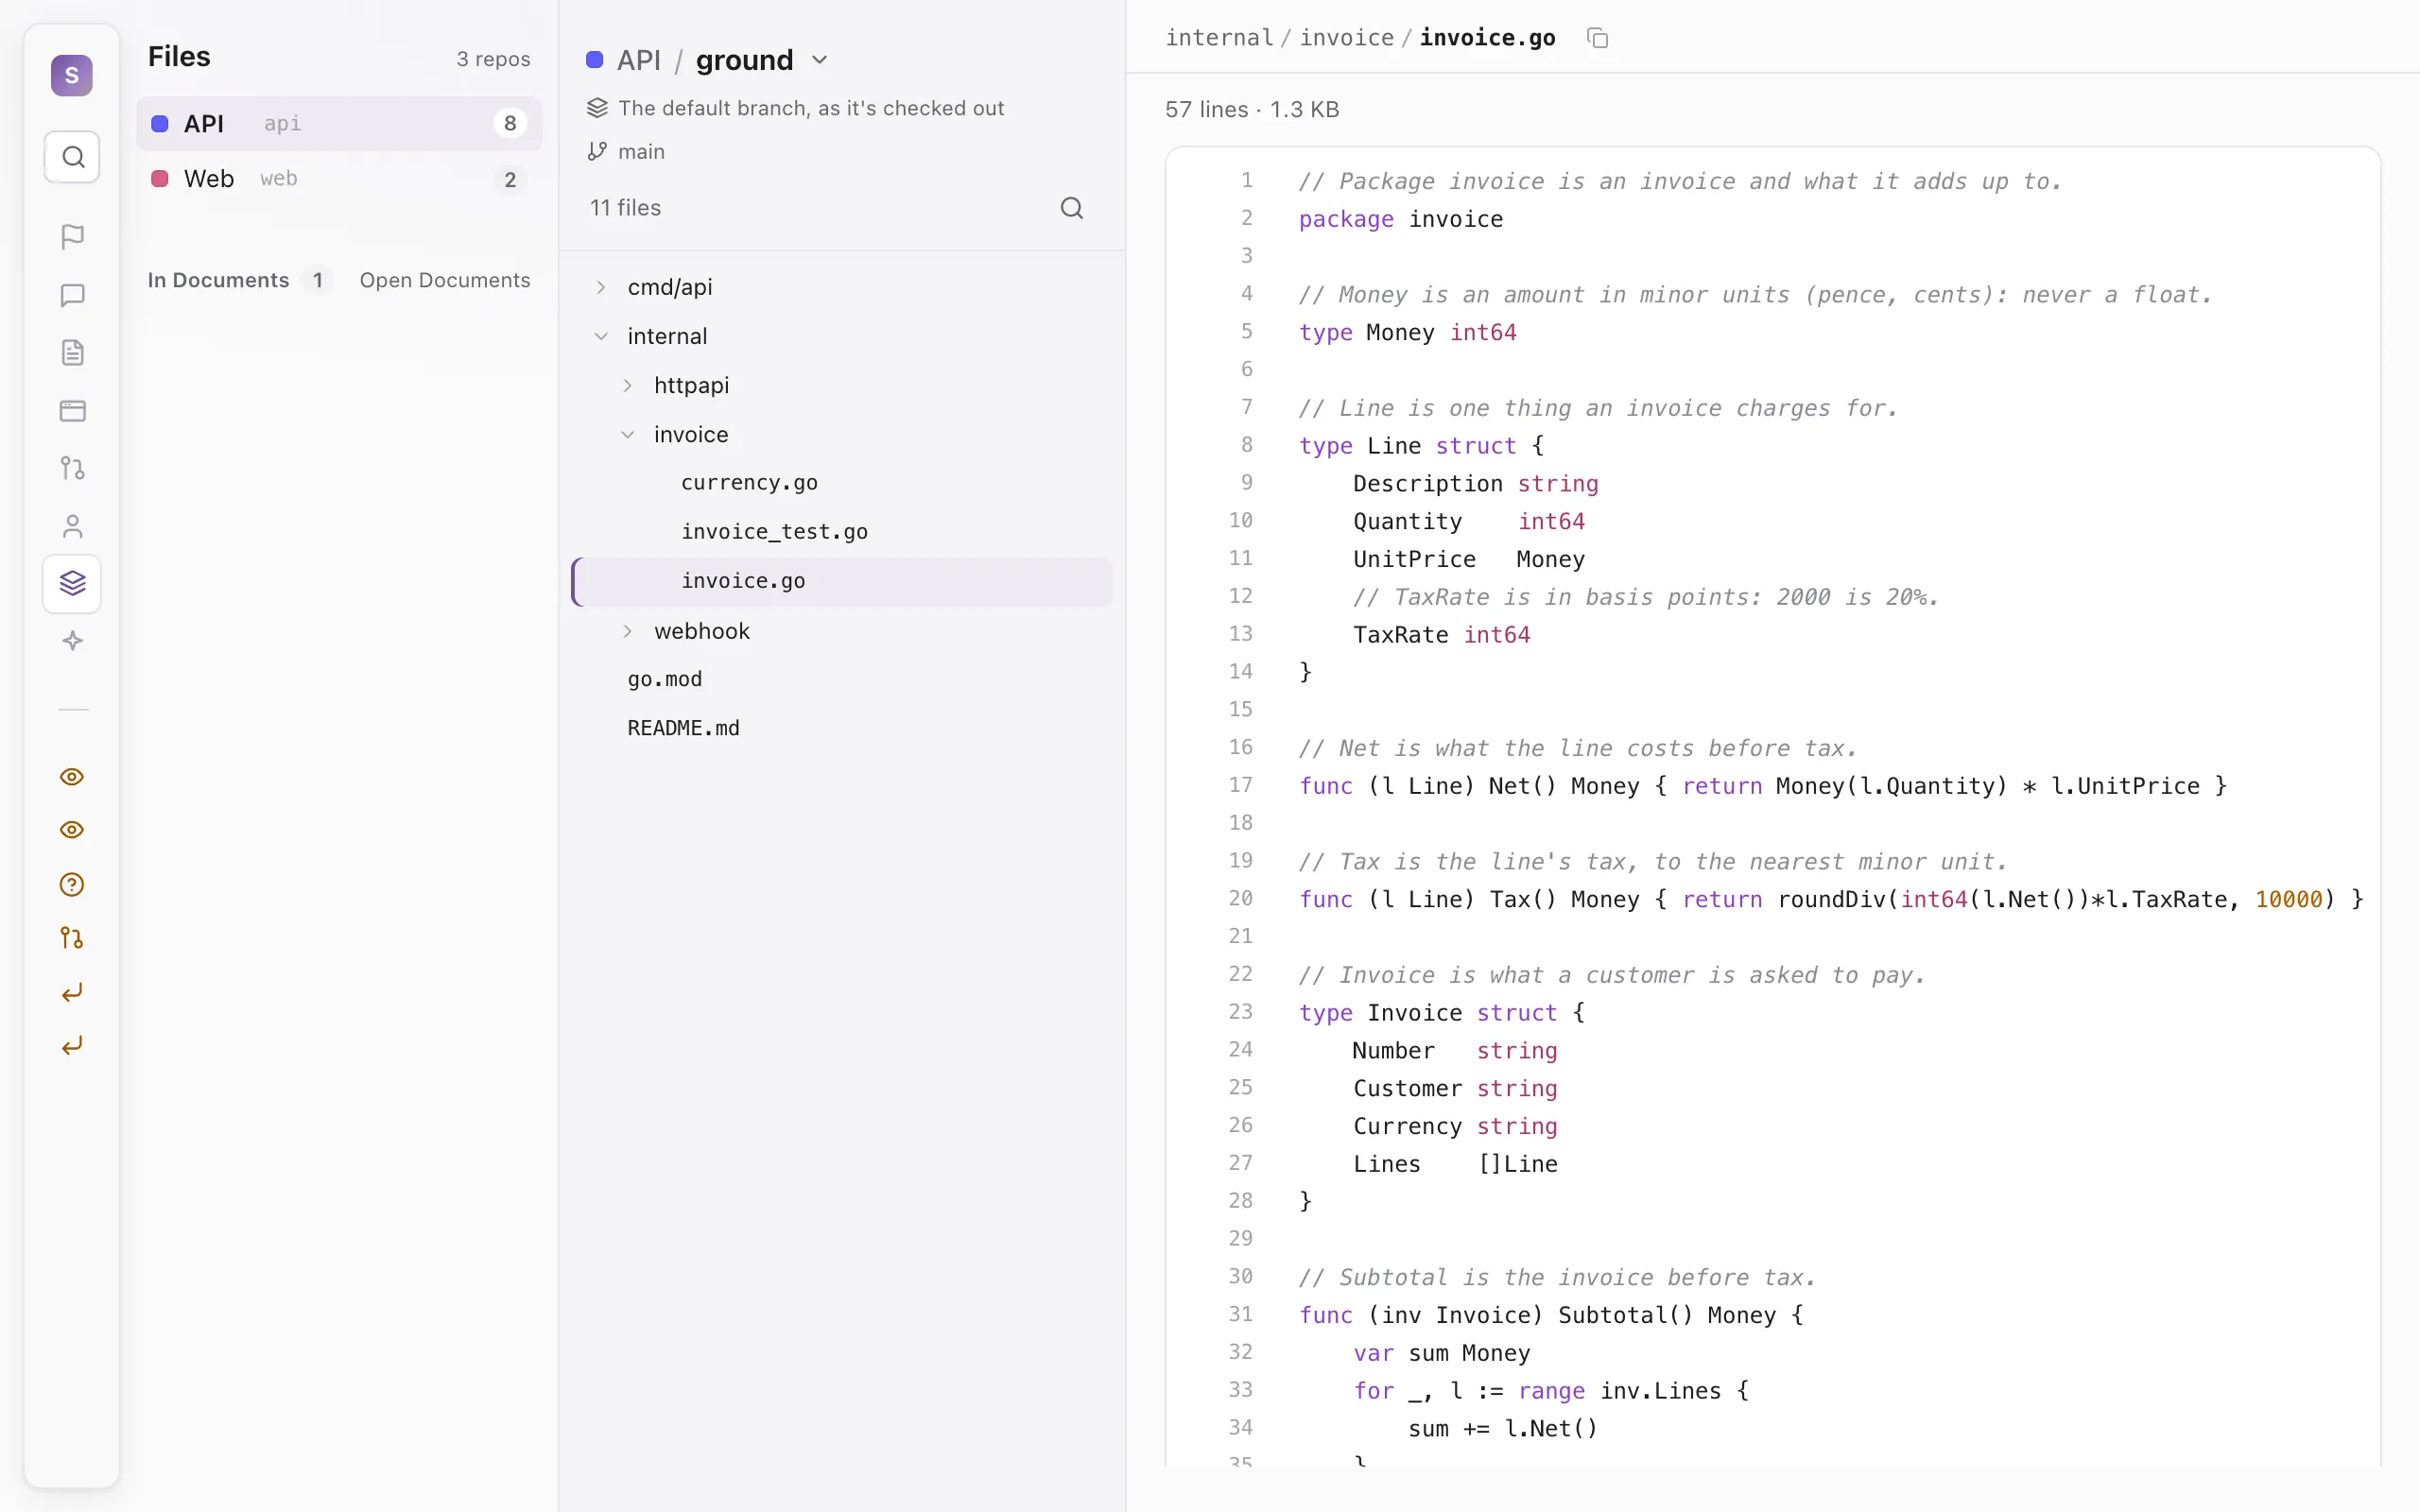 S
Files
3 repos
API api 8
Web web 2
In Documents 1 Open Documents
API / ground
The default branch, as it's checked out
main
11 files
cmd/api
internal
httpapi
invoice
currency.go
invoice_test.go
invoice.go
webhook
go.mod
README.md
internal/invoice/invoice.go
57 lines · 1.3 KB
1 // Package invoice is an invoice and what it adds up to.
2 package invoice
3
4 // Money is an amount in minor units (pence, cents): never a float.
5 type Money int64
6
7 // Line is one thing an invoice charges for.
8 type Line struct {
9     Description string
10     Quantity    int64
11     UnitPrice   Money
12     // TaxRate is in basis points: 2000 is 20%.
13     TaxRate int64
14 }
15
16 // Net is what the line costs before tax.
17 func (l Line) Net() Money { return Money(l.Quantity) * l.UnitPrice }
18
19 // Tax is the line's tax, to the nearest minor unit.
20 func (l Line) Tax() Money { return roundDiv(int64(l.Net())*l.TaxRate, 10000) }
21
22 // Invoice is what a customer is asked to pay.
23 type Invoice struct {
24     Number   string
25     Customer string
26     Currency string
27     Lines    []Line
28 }
29
30 // Subtotal is the invoice before tax.
31 func (inv Invoice) Subtotal() Money {
32     var sum Money
33     for _, l := range inv.Lines {
34         sum += l.Net()
35     }